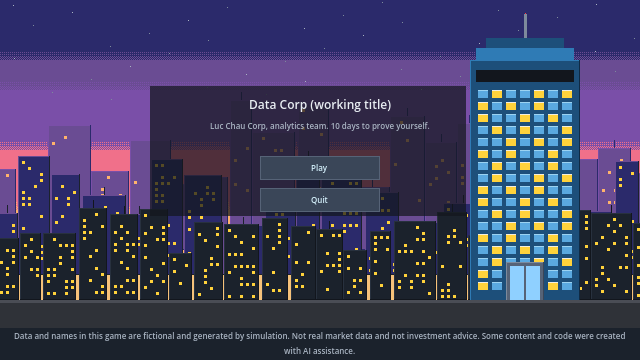 Data Corp (working title)
Luc Chau Corp, analytics team. 10 days to prove yourself.
Play
Quit
Data and names in this game are fictional and generated by simulation. Not real market data and not investment advice. Some content and code were created
with AI assistance.